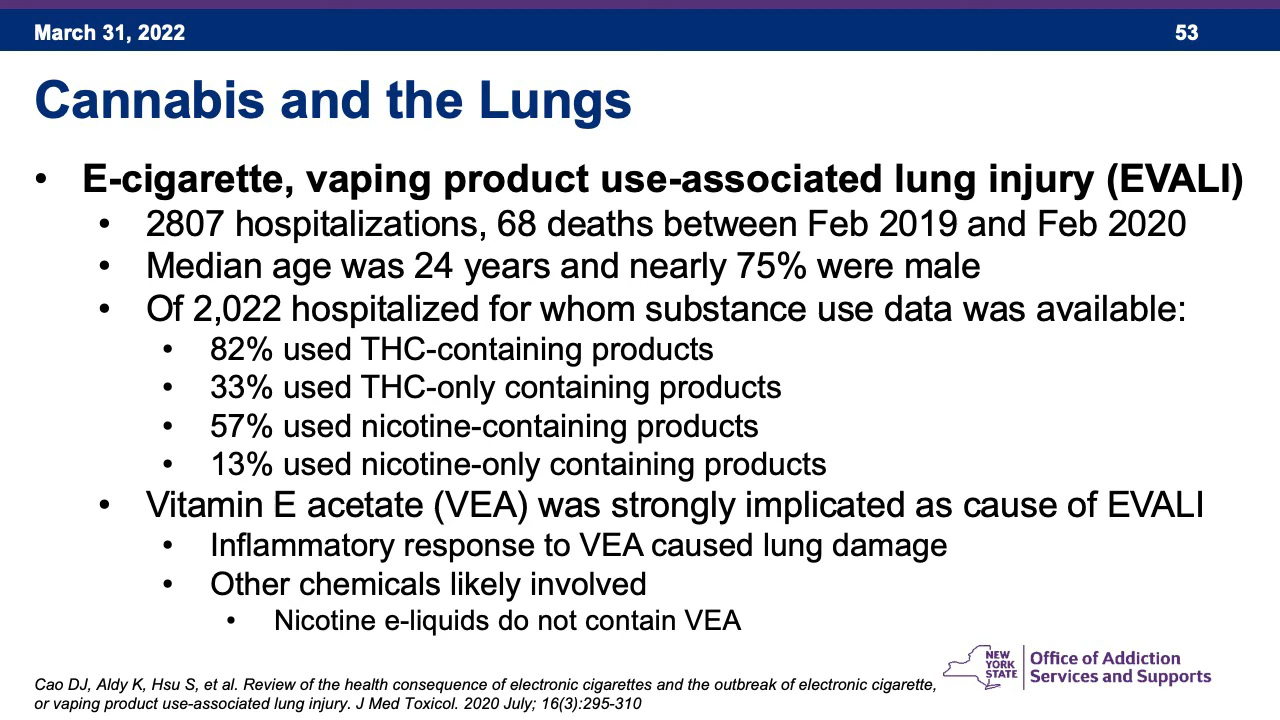 March 31, 2022
53
Cannabis and the Lungs
• E-cigarette, vaping product use-associated lung injury (EVALI)
• 2807 hospitalizations, 68 deaths between Feb 2019 and Feb 2020
• Median age was 24 years and nearly 75% were male
• Of 2,022 hospitalized for whom substance use data was available:
• 82% used THC-containing products
• 33% used THC-only containing products
• 57% used nicotine-containing products
• 13% used nicotine-only containing products
• Vitamin E acetate (VEA) was strongly implicated as cause of EVALI
• Inflammatory response to VEA caused lung damage
• Other chemicals likely involved
• Nicotine e-liquids do not contain VEA
Cao DJ, Aldy K, Hsu S, et al. Review of the health consequence of electronic cigarettes and the outbreak of electronic cigarette,
or vaping product use-associated lung injury. J Med Toxicol. 2020 July; 16(3):295-310
NEW
YORK
STATE
Office of Addiction
Services and Supports